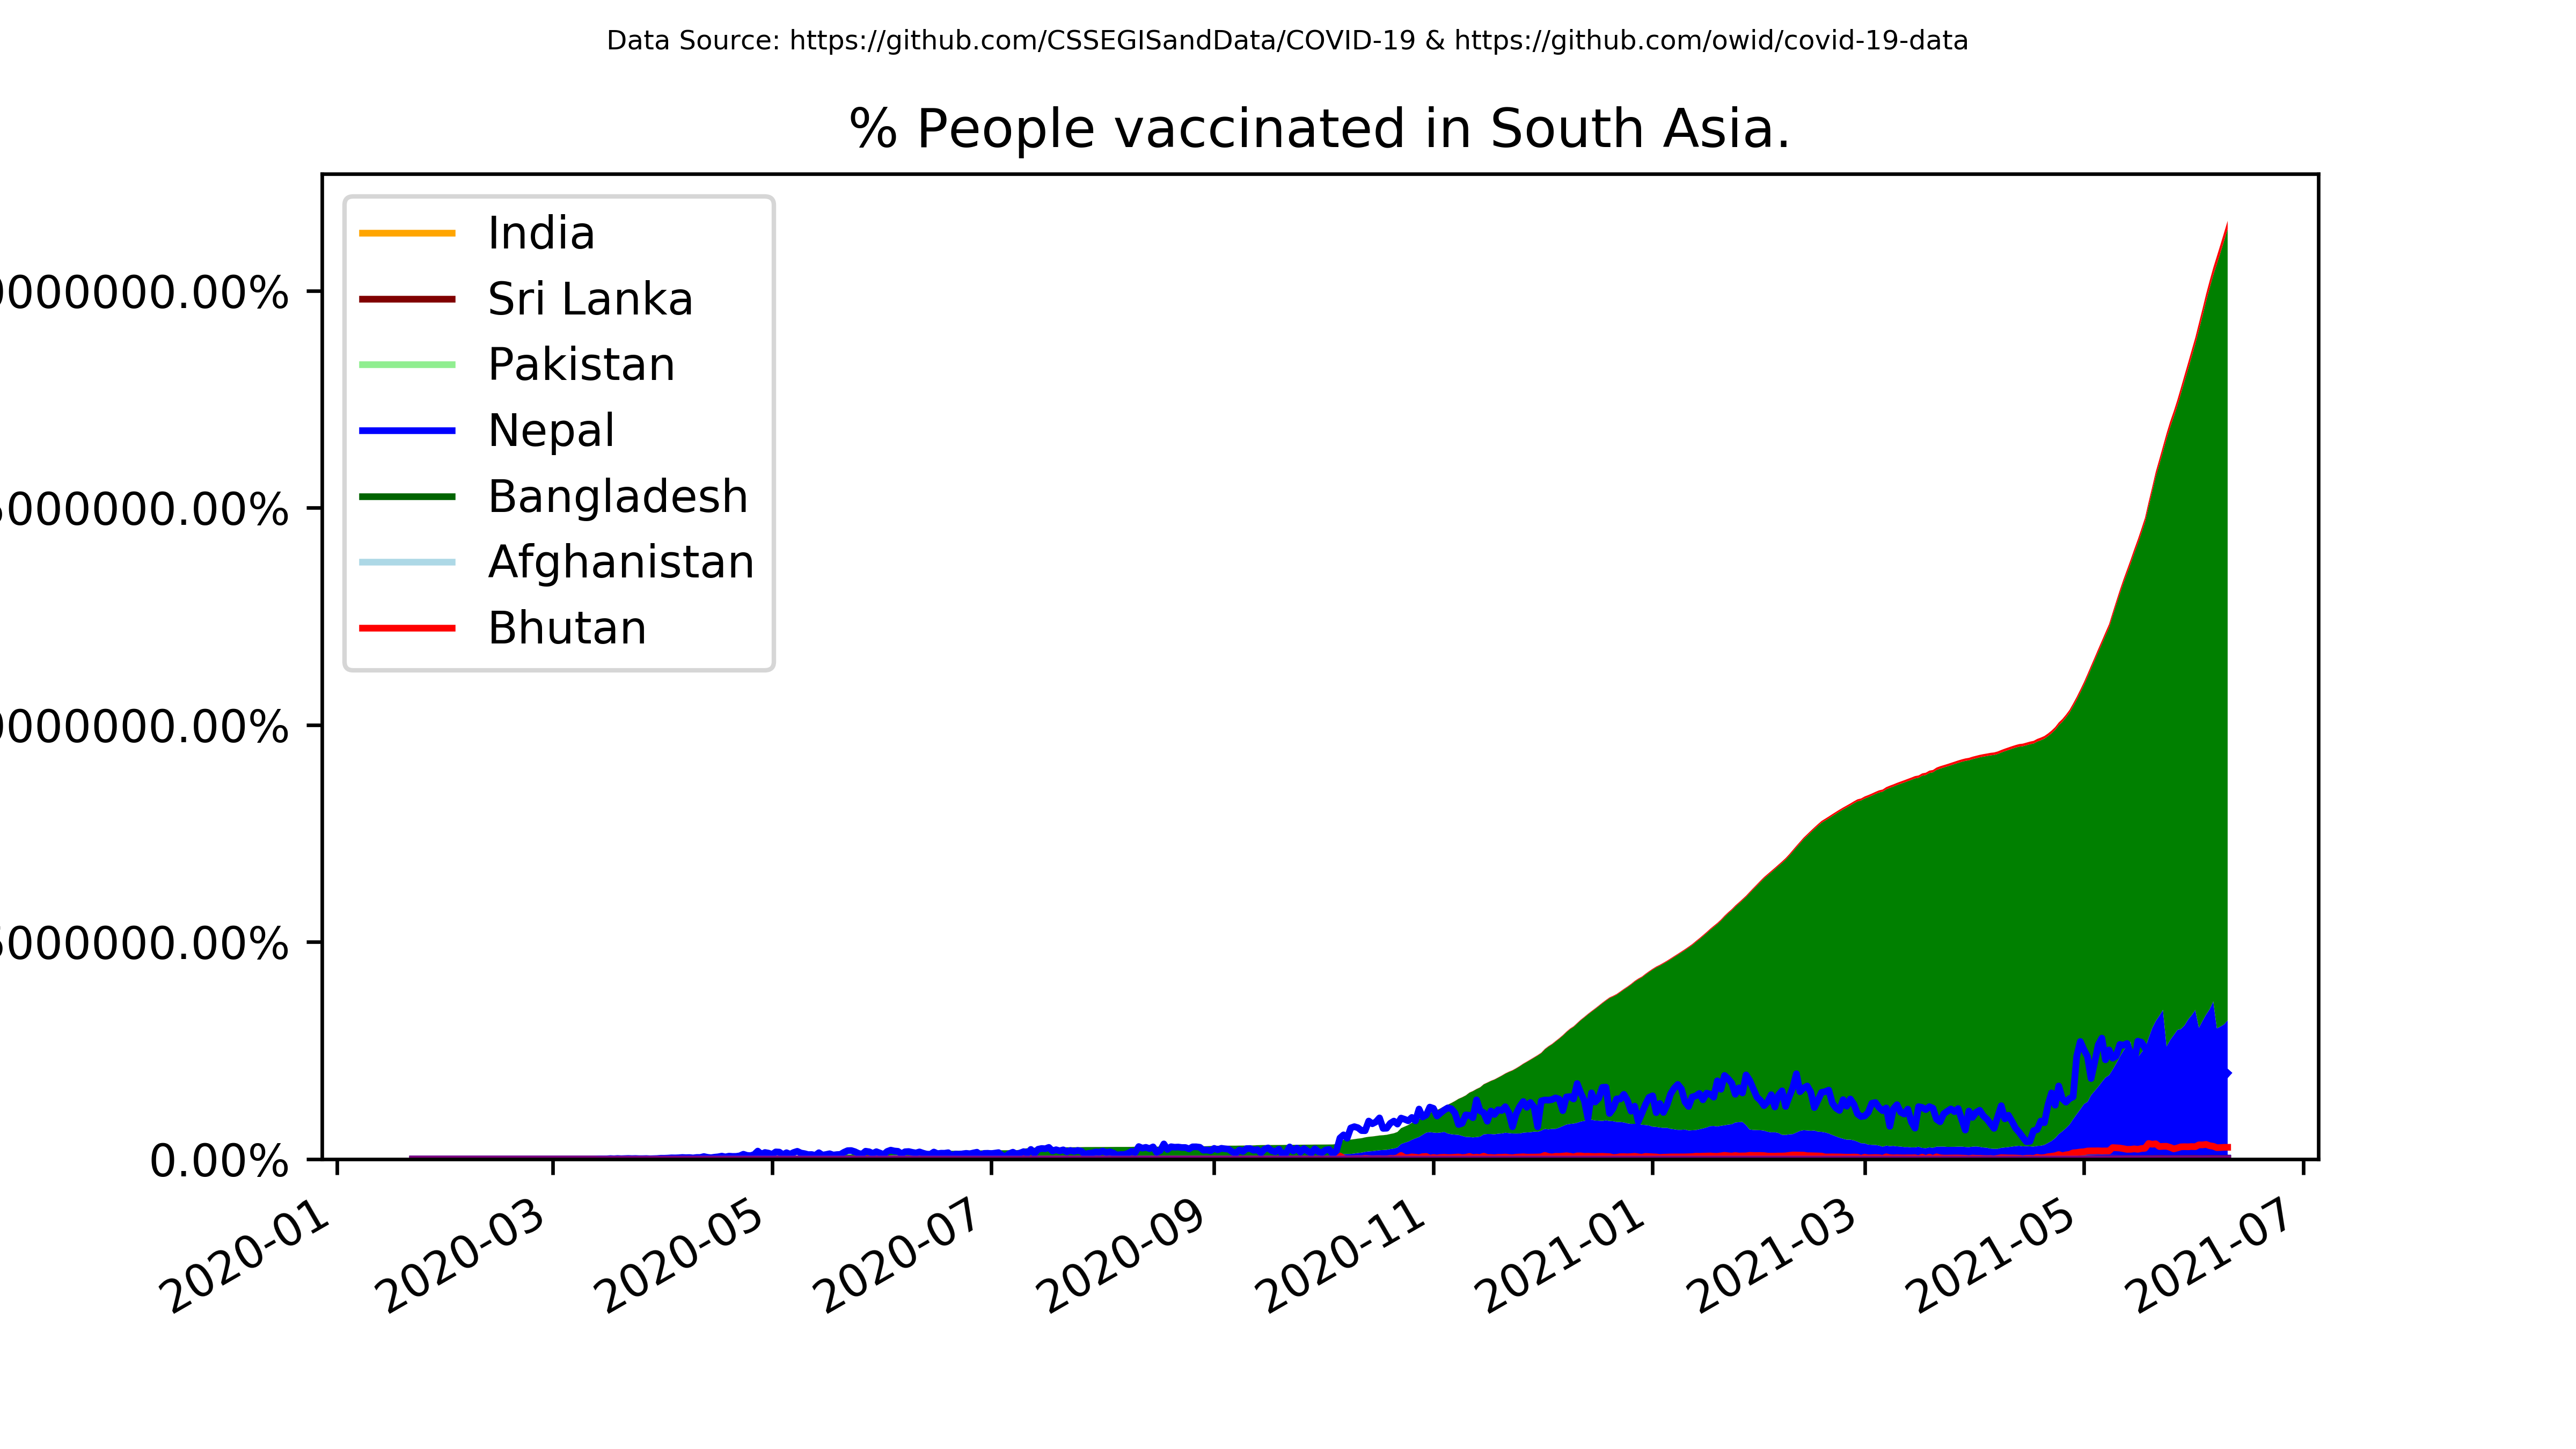 Data Source: https://github.com/CSSEGISandData/COVID-19 & https://github.com/owid/covid-19-data
% People vaccinated in South Asia.
India
Sri Lanka
Pakistan
Nepal
Bangladesh
Afghanistan
Bhutan
0000000.00%
5000000.00%
0000000.00%
5000000.00%
0.00%
2020-01
2020-03
2020-05
2020-07
2020-09
2020-11
2021-01
2021-03
2021-05
2021-07